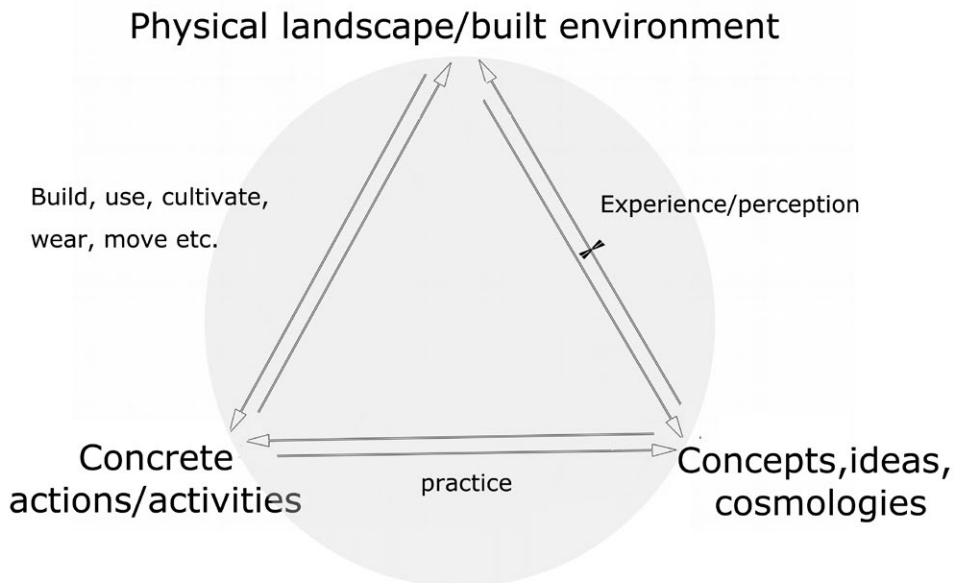 Physical landscape/built environment
Build, use, cultivate,
wear, move etc.
Experience/perception
Concrete
actions/activities
practice
Concepts,ideas,
cosmologies